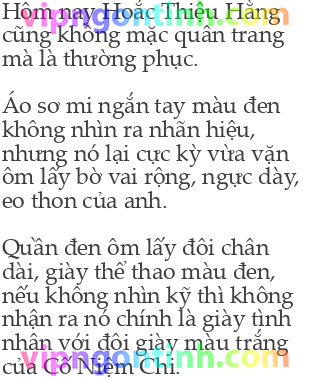 Hôm nay Hoắc Thiệu Hằng
cũng không mặc quân trang
mà là thường phục.
Áo sơ mi ngắn tay màu đen
không nhìn ra nhãn hiệu,
nhưng nó lại cực kỳ vừa vặn
ôm lấy bờ vai rộng, ngực dày,
eo thon của anh.
Quần đen ôm lấy đôi chân
dài, giày thể thao màu đen,
nếu không nhìn kỹ thì không
nhận ra nó chính là giày tình
nhân với đôi giày màu trắng
của Cố Niệm Chi.
vipngontinh.com
vipngontinh.com